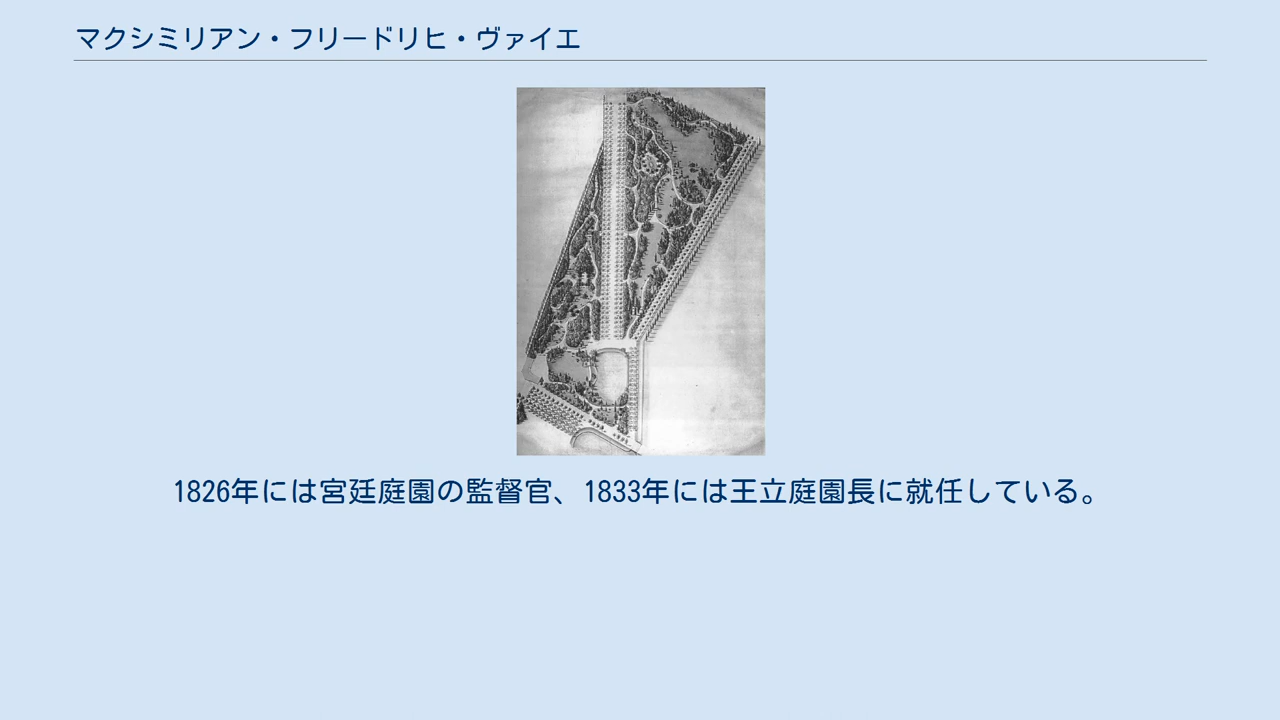 マクシミリアン・フリードリヒ・ヴァイエ
1826年には宮廷庭園の監督官、1833年には王立庭園長に就任している。